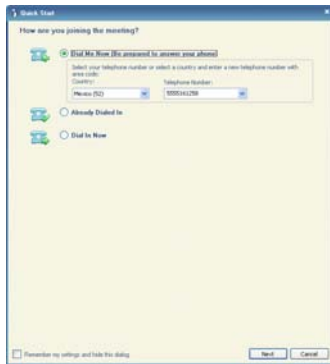 Quick Start
How are you joining the meeting?
Dial Me Now (Be prepared to answer your phone)
Select your telephone number or select a country and enter a new telephone number with
area code:
Country:
Telephone Number:
Mexico (52)
Already Dialed In
Dial In Now
Remember my settings and hide this dialog
Next
Cancel